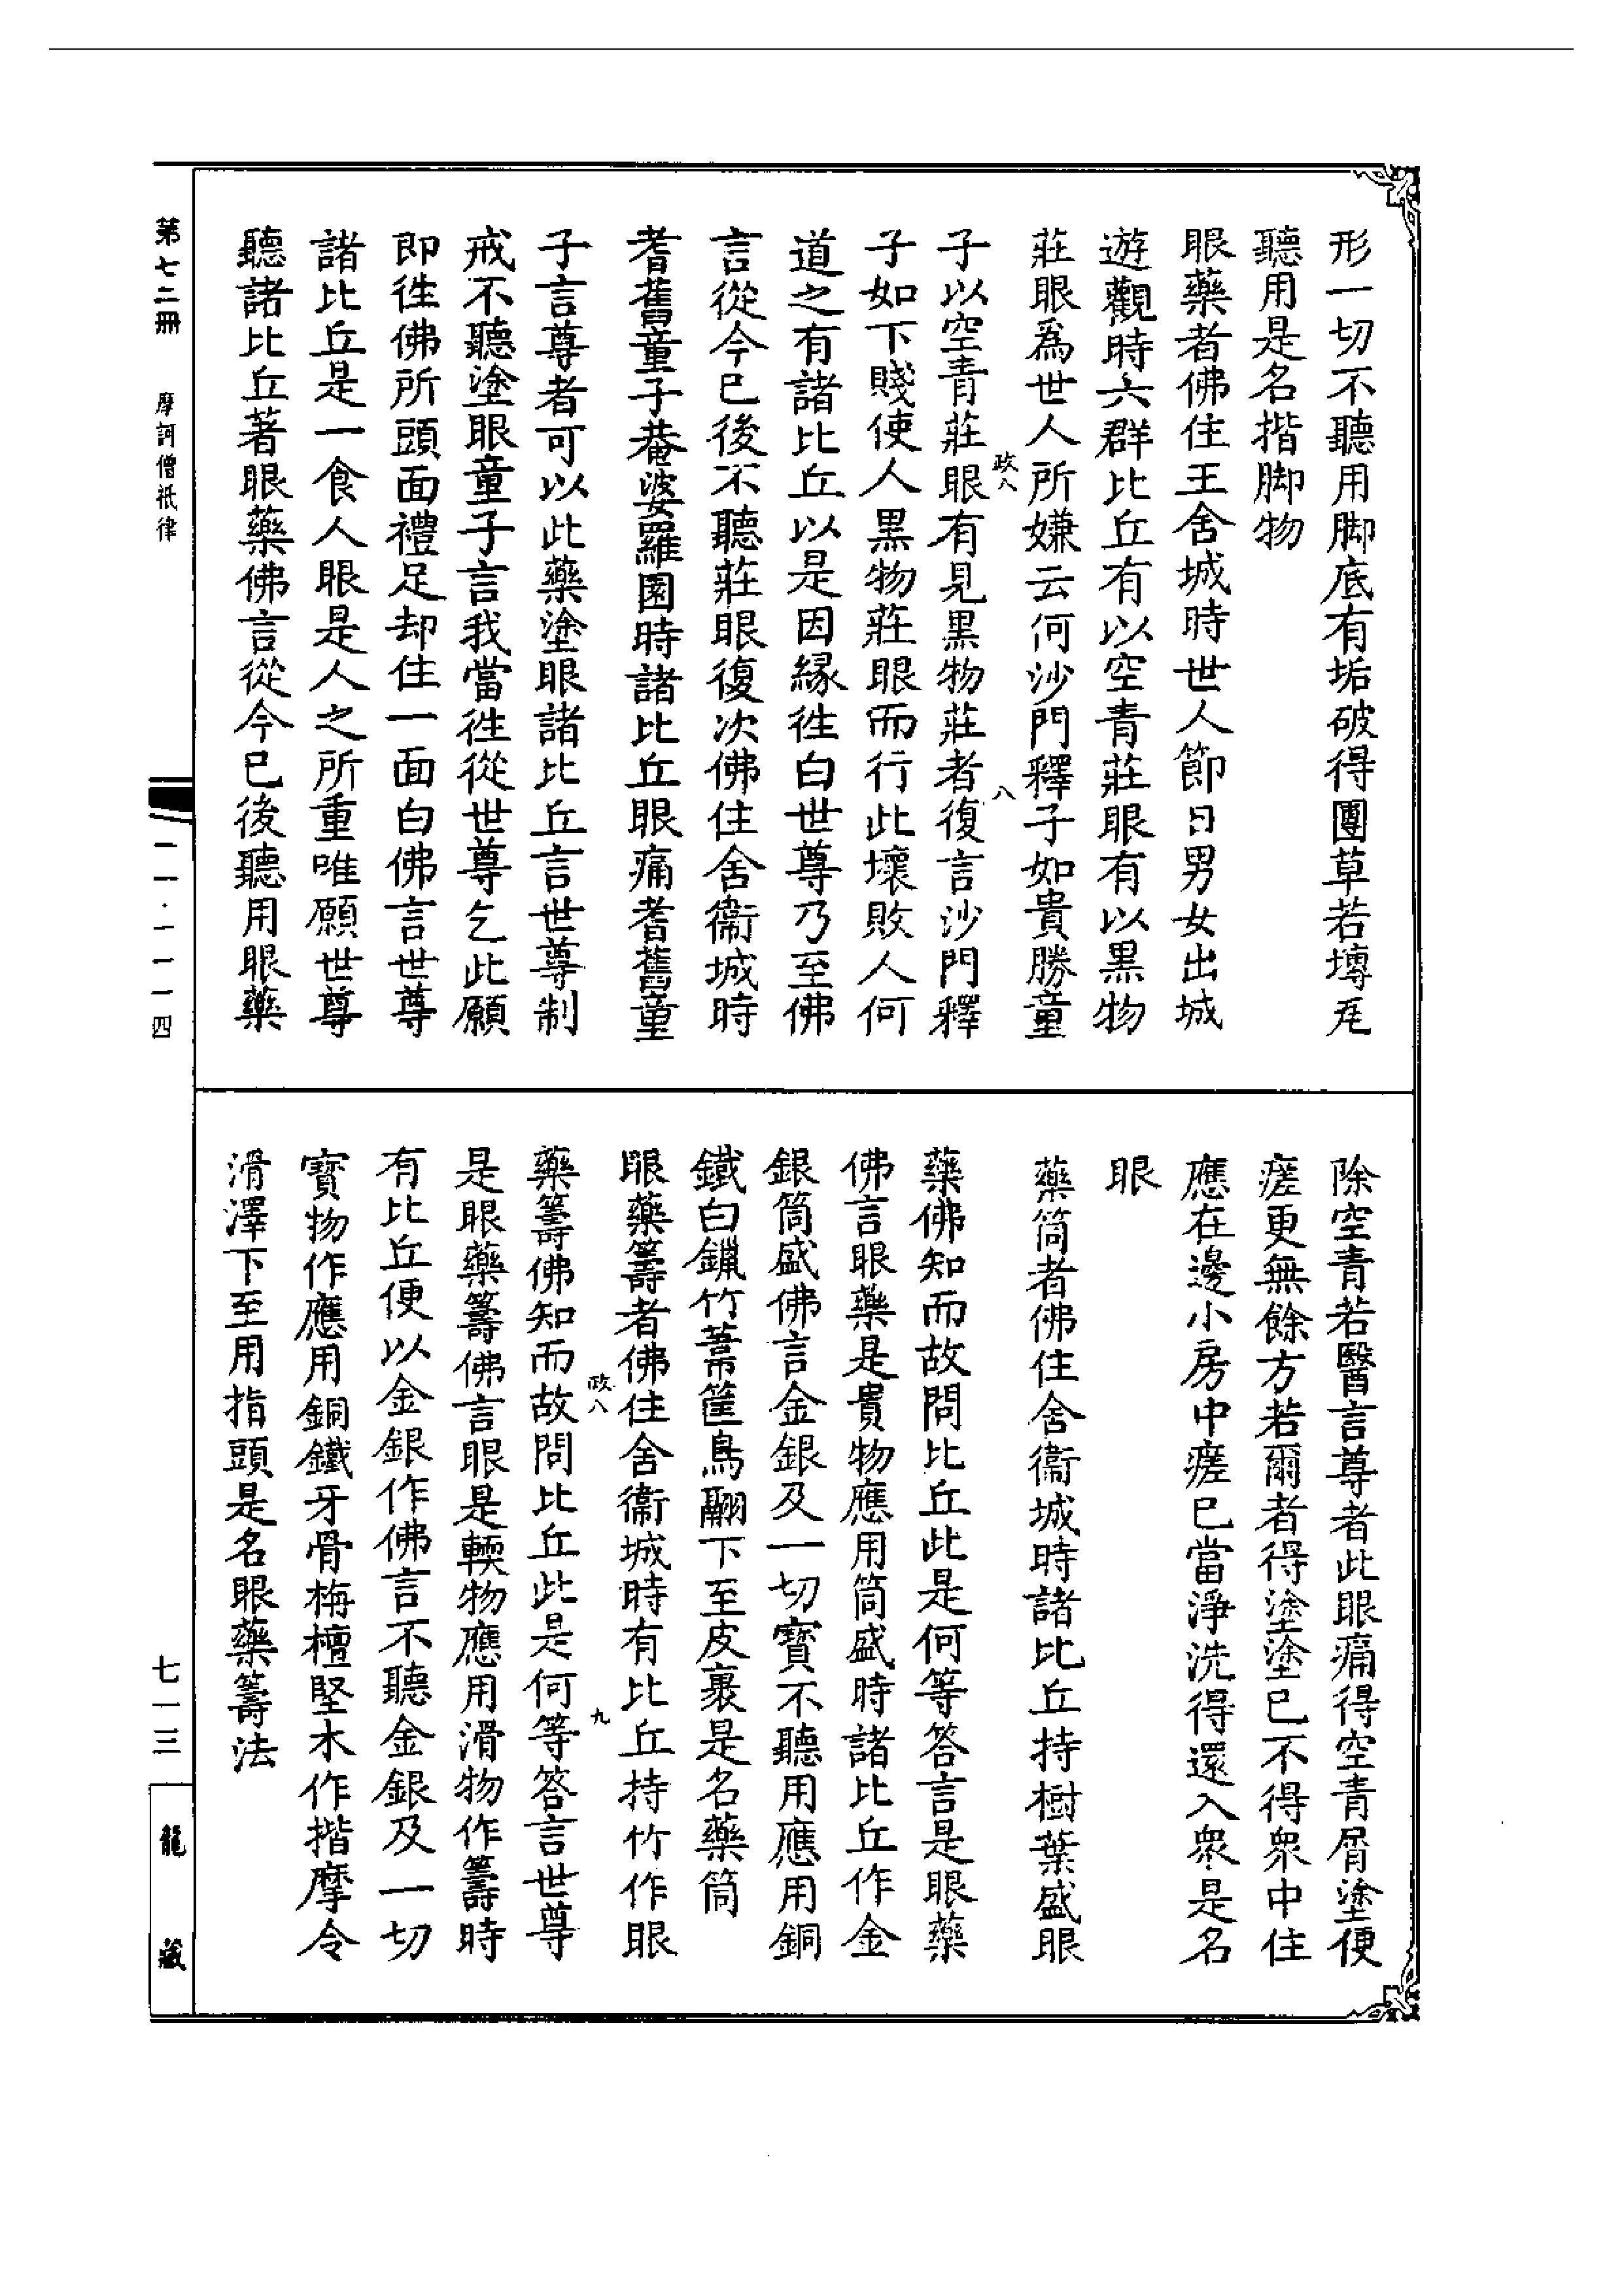 形一切不聽用脚底有垢破得團草若塼𤬦
聽用是名揩脚物
眼藥者佛住王舍城時世人節日男女出城
遊觀時六群比丘有以空青莊眼有以黑物
莊眼爲世人所嫌云何沙門釋子如貴勝童
政八
八
子以空青莊眼有見黑物莊者復言沙門釋
子如下賤使人黑物莊眼而行此壞敗人何
道之有諸比丘以是因緣徃白世尊乃至佛
言從今已後不聽莊眼復次佛住舍衞城時
耆舊童子菴婆羅園時諸比丘眼痛耆舊童
子言尊者可以此藥塗眼諸比丘言世尊制
戒不聽塗眼童子言我當徃從世尊乞此願
即徃佛所頭面禮足却住一面白佛言世尊
諸比丘是一食人眼是人之所重唯願世尊
聽諸比丘著眼藥佛言從今已後聽用眼藥
除空青若醫言尊者此眼痛得空青屑塗便
瘥更無餘方若爾者得塗塗已不得衆中住
應在邊小房中瘥已當淨洗得還入衆是名
眼
藥筒者佛住舍衞城時諸比丘持樹葉盛眼
藥佛知而故問比丘此是何等答言是眼藥
佛言眼藥是貴物應用筒盛時諸比丘作金
銀筒盛佛言金銀及一切寶不聽用應用銅
鐵白鑞竹葦筐鳥翮下至皮裹是名藥筒
眼藥籌者佛住舍衞城時有比丘持竹作眼
政八
九
藥籌佛知而故問比丘此是何等答言世尊
是眼藥籌佛言眼是輭物應用滑物作籌時
有比丘便以金銀作佛言不聽金銀及一切
寶物作應用銅鐵牙骨栴檀堅木作揩摩令
滑澤下至用指頭是名眼藥籌法
第七二冊 摩訶僧祇律
二一·一一一四
七一三
龍藏